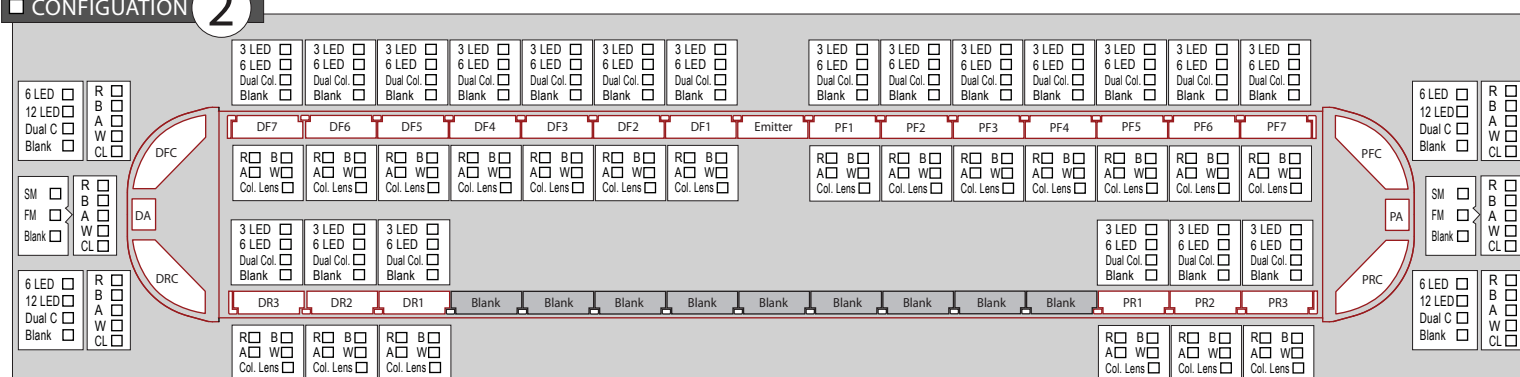 CONFIGUATION 2
3 LED 3 LED 3 LED 3 LED 3 LED 3 LED 3 LED 3 LED 3 LED 3 LED 3 LED 3 LED 3 LED 3 LED
6 LED 6 LED 6 LED 6 LED 6 LED 6 LED 6 LED 6 LED 6 LED 6 LED 6 LED 6 LED 6 LED 6 LED
Dual Col. Dual Col. Dual Col. Dual Col. Dual Col. Dual Col. Dual Col. Dual Col. Dual Col. Dual Col. Dual Col. Dual Col. Dual Col. Dual Col.
Blank Blank Blank Blank Blank Blank Blank Blank Blank Blank Blank Blank Blank Blank
6 LED
12 LED
Dual C
Blank
R
B
A
W
CL
DFC
DF7 DF6 DF5 DF4 DF3 DF2 DF1 Emitter PF1 PF2 PF3 PF4 PF5 PF6 PF7
PFC
6 LED
12 LED
Dual C
Blank
R
B
A
W
CL
R B R B R B R B R B R B R B R B R B R B R B R B R B R B
A W A W A W A W A W A W A W A W A W A W A W A W A W A W
Col. Lens Col. Lens Col. Lens Col. Lens Col. Lens Col. Lens Col. Lens Col. Lens Col. Lens Col. Lens Col. Lens Col. Lens Col. Lens Col. Lens
SM
FM
Blank
R
B
A
W
CL
DA
PA
SM
FM
Blank
R
B
A
W
CL
3 LED 3 LED 3 LED 3 LED 3 LED 3 LED
6 LED 6 LED 6 LED 6 LED 6 LED 6 LED
Dual Col. Dual Col. Dual Col. Dual Col. Dual Col. Dual Col.
Blank Blank Blank Blank Blank Blank
6 LED
12 LED
Dual C
Blank
R
B
A
W
CL
DRC
DR3 DR2 DR1 Blank Blank Blank Blank Blank Blank Blank Blank Blank PR1 PR2 PR3
PRC
6 LED
12 LED
Dual C
Blank
R
B
A
W
CL
R B R B R B R B R B R B
A W A W A W A W A W A W
Col. Lens Col. Lens Col. Lens Col. Lens Col. Lens Col. Lens